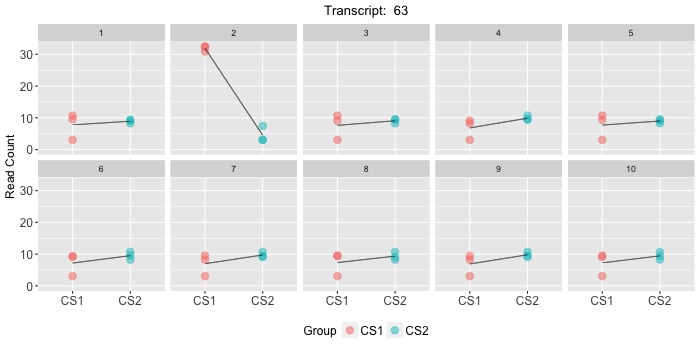 Transcript: 63
1 2 3 4 5
30
20
10
0
Read Count
6 7 8 9 10
30
20
10
0
CS1 CS2 CS1 CS2 CS1 CS2 CS1 CS2 CS1 CS2
Group CS1 CS2